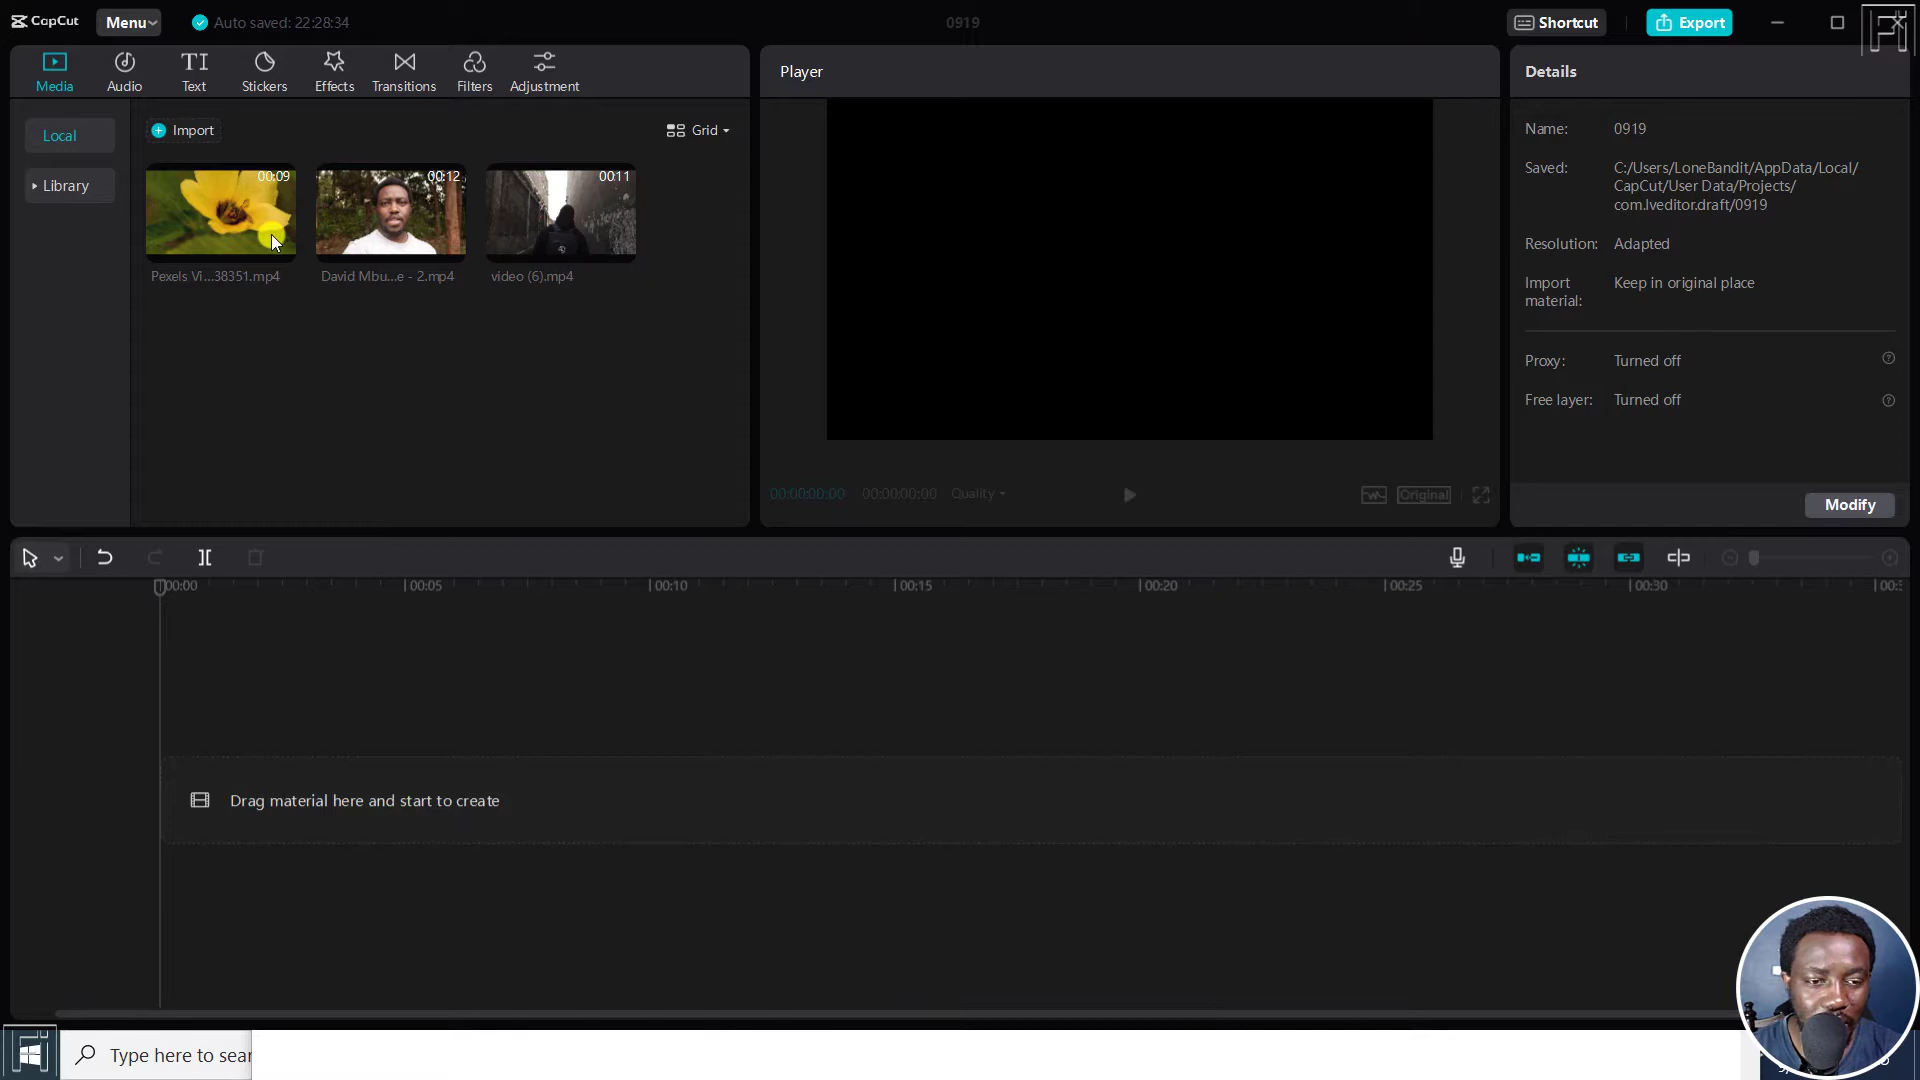 CapCut
Menu
Auto saved: 22:28:34
0919
Shortcut
Export
Media
Audio
TI
Text
Stickers
Effects
Transitions
Filters
Adjustment
Player
Details
Local
Library
Import
Grid
00:09
00:12
00:11
Pexels Vi...38351.mp4
David Mbu...e - 2.mp4
video (6).mp4
Name: 0919
Saved: C:/Users/LoneBandit/AppData/Local/
CapCut/User Data/Projects/
com.lveditor.draft/0919
Resolution: Adapted
Import material: Keep in original place
Proxy: Turned off
Free layer: Turned off
Modify
00:00:00:00
00:00:00:00
Quality
Original
00:00
00:05
00:10
00:15
00:20
00:25
00:30
00:
Drag material here and start to create
Type here to sear